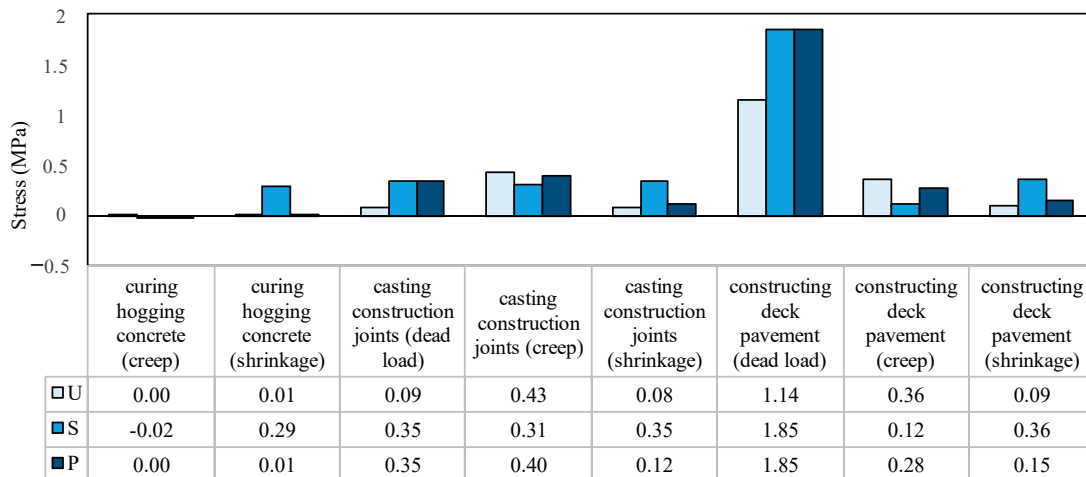 2
1.5
1
0.5
0
−0.5
Stress (MPa)
curing hogging concrete (creep)
curing hogging concrete (shrinkage)
casting construction joints (dead load)
casting construction joints (creep)
casting construction joints (shrinkage)
constructing deck pavement (dead load)
constructing deck pavement (creep)
constructing deck pavement (shrinkage)
U 0.00 0.01 0.09 0.43 0.08 1.14 0.36 0.09
S -0.02 0.29 0.35 0.31 0.35 1.85 0.12 0.36
P 0.00 0.01 0.35 0.40 0.12 1.85 0.28 0.15